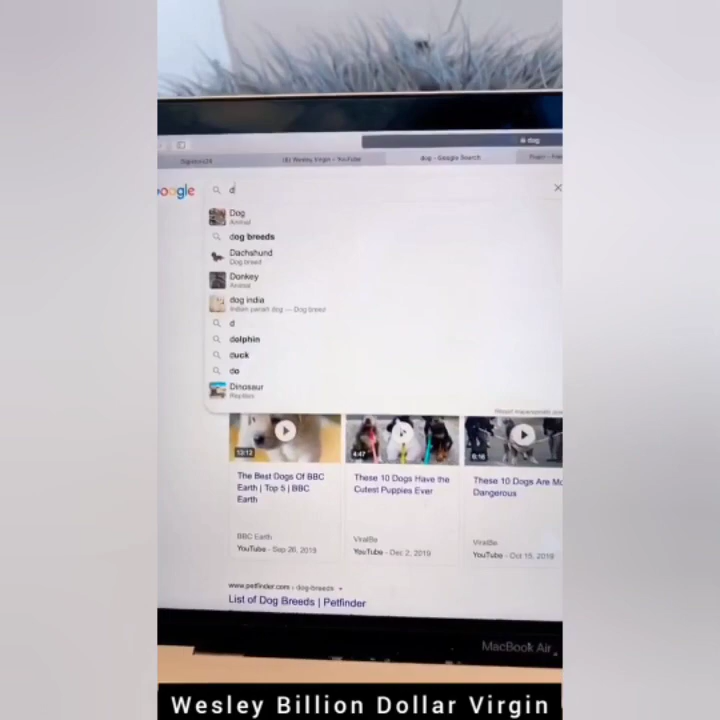 dog
(8) Wesley Virgin - YouTube
dog - Google Search
Google
d
Dog
Animal
dog breeds
Dachshund
Dog breed
Donkey
Animal
dog india
Indian pariah dog — Dog breed
d
dolphin
duck
do
Dinosaur
Reptiles
13:12
4:47
6:16
The Best Dogs Of BBC
Earth | Top 5 | BBC
Earth
These 10 Dogs Have the
Cutest Puppies Ever
These 10 Dogs Are Mo
Dangerous
BBC Earth
YouTube - Sep 26, 2019
ViralBe
YouTube - Dec 2, 2019
ViralBe
YouTube - Oct 15, 2019
www.petfinder.com › dog-breeds
List of Dog Breeds | Petfinder
MacBook Air
Wesley Billion Dollar Virgin